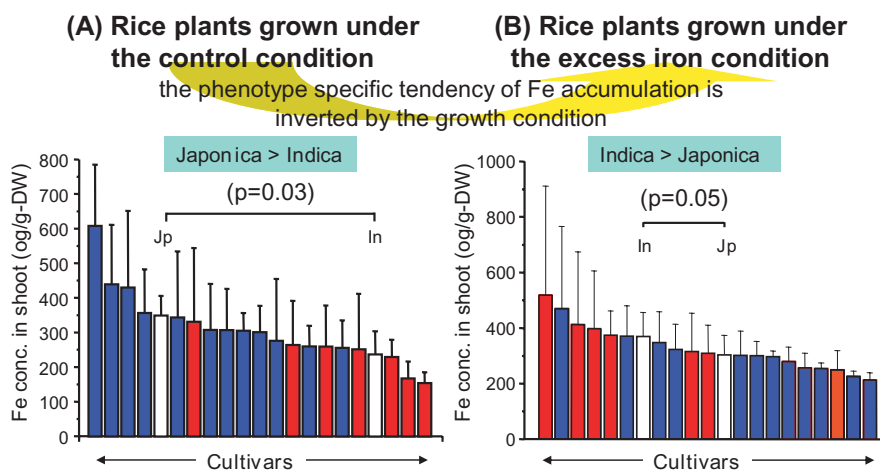 (A) Rice plants grown under
the control condition
(B) Rice plants grown under
the excess iron condition
the phenotype specific tendency of Fe accumulation is
inverted by the growth condition
Japonica > Indica
(p=0.03)
Jp
In
Fe conc. in shoot (og/g-DW)
800
700
600
500
400
300
200
100
0
Cultivars
Indica > Japonica
(p=0.05)
In
Jp
Fe conc. in shoot (og/g-DW)
1000
800
600
400
200
0
Cultivars